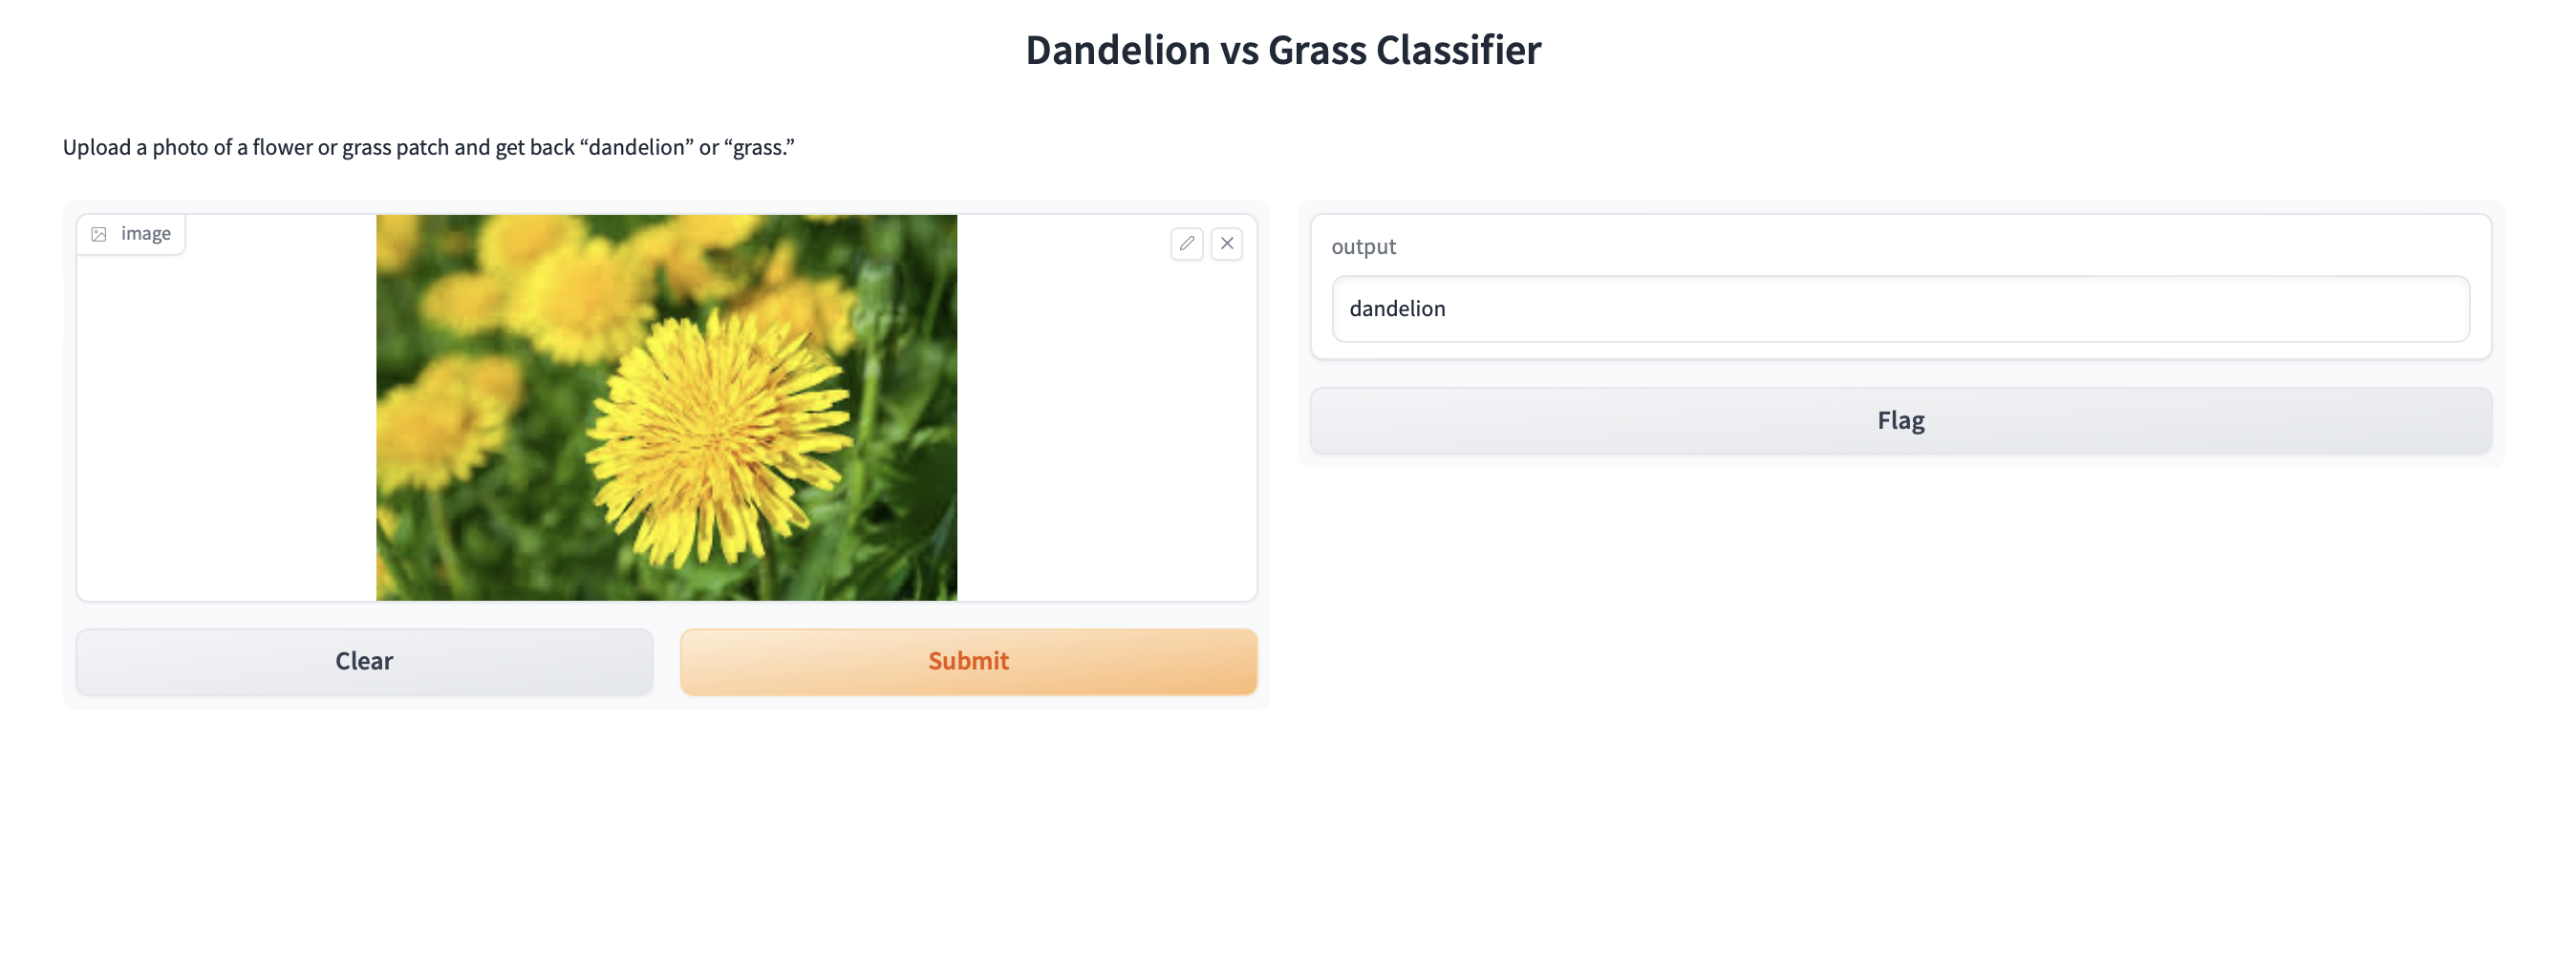 Dandelion vs Grass Classifier
Upload a photo of a flower or grass patch and get back “dandelion” or “grass.”
image
Clear
Submit
output
dandelion
Flag